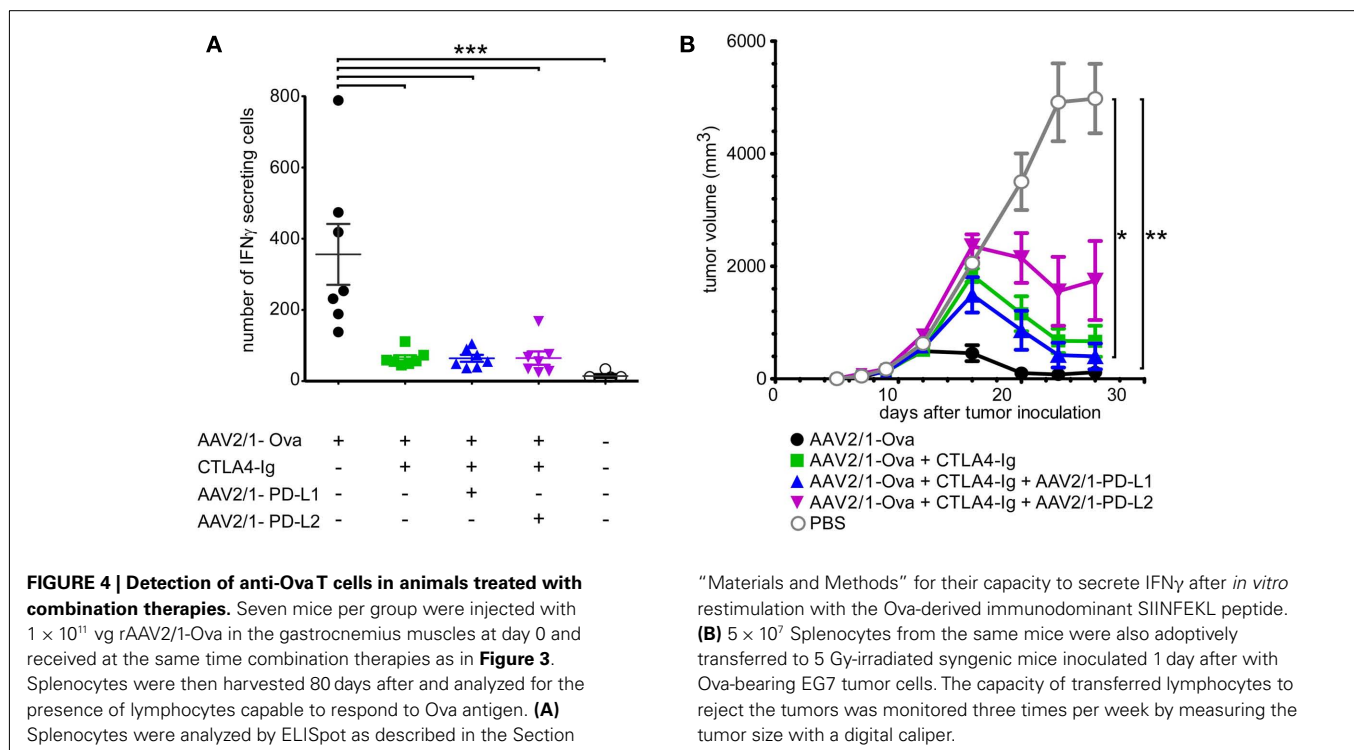 A
***
800
600
400
200
0
number of IFNγ secreting cells
AAV2/1- Ova + + + + -
CTLA4-Ig - + + + -
AAV2/1- PD-L1 - - + - -
AAV2/1- PD-L2 - - - + -
B
6000
4000
2000
0
tumor volume (mm³)
* **
0 10 20 30
days after tumor inoculation
AAV2/1-Ova
AAV2/1-Ova + CTLA4-Ig
AAV2/1-Ova + CTLA4-Ig + AAV2/1-PD-L1
AAV2/1-Ova + CTLA4-Ig + AAV2/1-PD-L2
PBS
FIGURE 4 | Detection of anti-Ova T cells in animals treated with
combination therapies. Seven mice per group were injected with
1 × 10¹¹ vg rAAV2/1-Ova in the gastrocnemius muscles at day 0 and
received at the same time combination therapies as in Figure 3.
Splenocytes were then harvested 80 days after and analyzed for the
presence of lymphocytes capable to respond to Ova antigen. (A)
Splenocytes were analyzed by ELISpot as described in the Section
“Materials and Methods” for their capacity to secrete IFNγ after in vitro
restimulation with the Ova-derived immunodominant SIINFEKL peptide.
(B) 5 × 10⁷ Splenocytes from the same mice were also adoptively
transferred to 5 Gy-irradiated syngenic mice inoculated 1 day after with
Ova-bearing EG7 tumor cells. The capacity of transferred lymphocytes to
reject the tumors was monitored three times per week by measuring the
tumor size with a digital caliper.